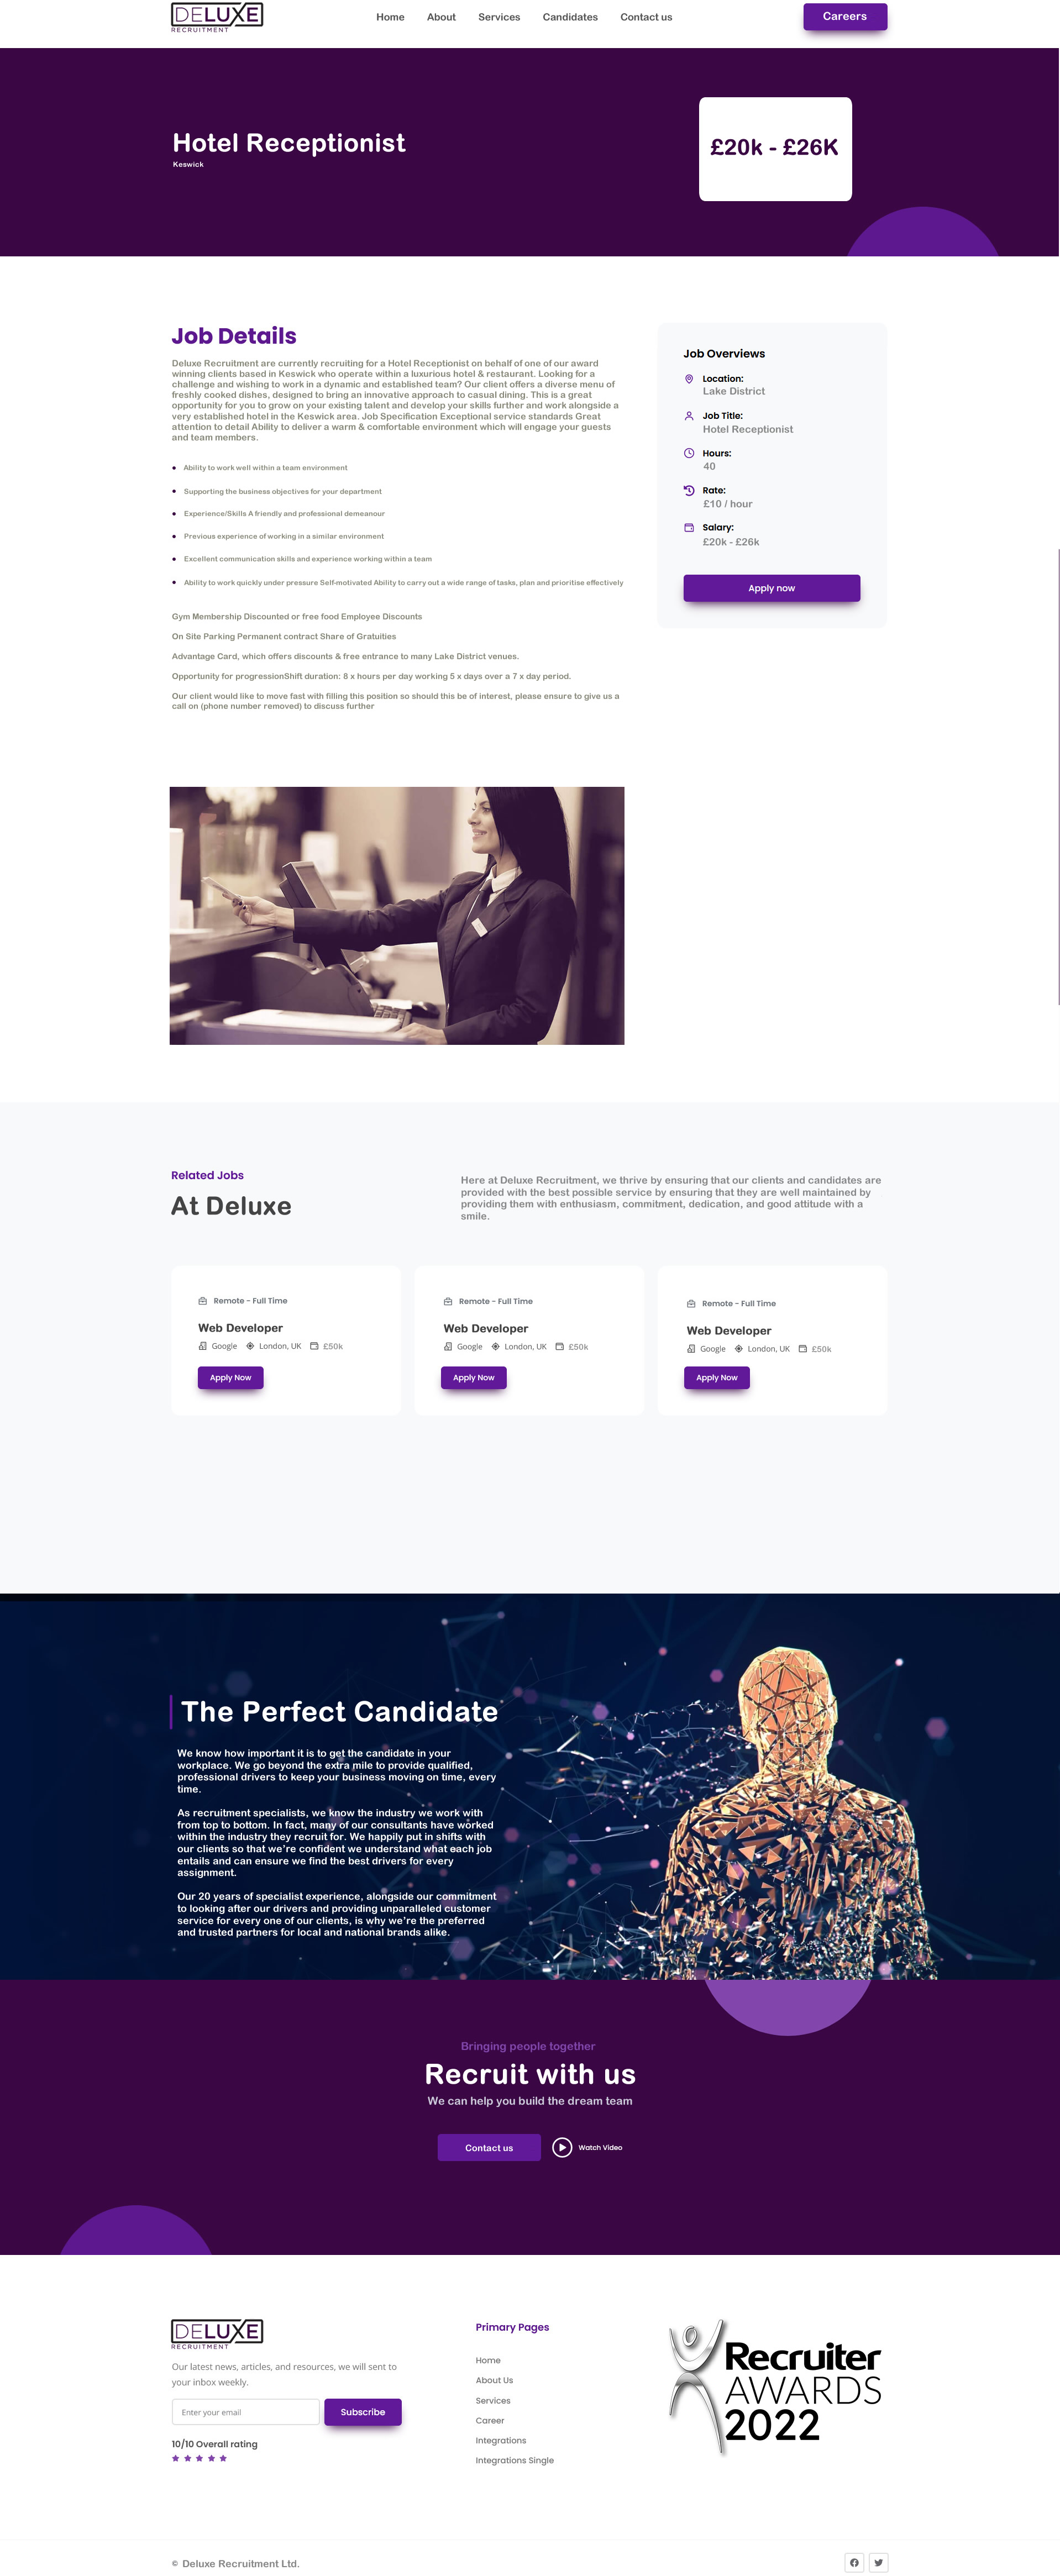 DELUXE
RECRUITMENT
Home
About
Services
Candidates
Contact us
Careers
Hotel Receptionist
Keswick
£20k - £26K
Job Details
Deluxe Recruitment are currently recruiting for a Hotel Receptionist on behalf of one of our award
winning clients based in Keswick who operate within a luxurious hotel & restaurant. Looking for a
challenge and wishing to work in a dynamic and established team? Our client offers a diverse menu of
freshly cooked dishes, designed to bring an innovative approach to casual dining. This is a great
opportunity for you to grow on your existing talent and develop your skills further and work alongside a
very established hotel in the Keswick area. Job Specification Exceptional service standards Great
attention to detail Ability to deliver a warm & comfortable environment which will engage your guests
and team members.
Ability to work well within a team environment
Supporting the business objectives for your department
Experience/Skills A friendly and professional demeanour
Previous experience of working in a similar environment
Excellent communication skills and experience working within a team
Ability to work quickly under pressure Self-motivated Ability to carry out a wide range of tasks, plan and prioritise effectively
Gym Membership Discounted or free food Employee Discounts
On Site Parking Permanent contract Share of Gratuities
Advantage Card, which offers discounts & free entrance to many Lake District venues.
Opportunity for progressionShift duration: 8 x hours per day working 5 x days over a 7 x day period.
Our client would like to move fast with filling this position so should this be of interest, please ensure to give us a
call on (phone number removed) to discuss further
Job Overviews
Location:
Lake District
Job Title:
Hotel Receptionist
Hours:
40
Rate:
£10 / hour
Salary:
£20k - £26k
Apply now
Related Jobs
At Deluxe
Here at Deluxe Recruitment, we thrive by ensuring that our clients and candidates are
provided with the best possible service by ensuring that they are well maintained by
providing them with enthusiasm, commitment, dedication, and good attitude with a
smile.
Remote - Full Time
Web Developer
Google London, UK £50k
Apply Now
Remote - Full Time
Web Developer
Google London, UK £50k
Apply Now
Remote - Full Time
Web Developer
Google London, UK £50k
Apply Now
The Perfect Candidate
We know how important it is to get the candidate in your
workplace. We go beyond the extra mile to provide qualified,
professional drivers to keep your business moving on time, every
time.
As recruitment specialists, we know the industry we work with
from top to bottom. In fact, many of our consultants have worked
within the industry they recruit for. We happily put in shifts with
our clients so that we're confident we understand what each job
entails and can ensure we find the best drivers for every
assignment.
Our 20 years of specialist experience, alongside our commitment
to looking after our drivers and providing unparalleled customer
service for every one of our clients, is why we're the preferred
and trusted partners for local and national brands alike.
Bringing people together
Recruit with us
We can help you build the dream team
Contact us
Watch Video
DELUXE
RECRUITMENT
Our latest news, articles, and resources, we will sent to
your inbox weekly.
Enter your email
Subscribe
10/10 Overall rating
Primary Pages
Home
About Us
Services
Career
Integrations
Integrations Single
Recruiter
AWARDS
2022
© Deluxe Recruitment Ltd.